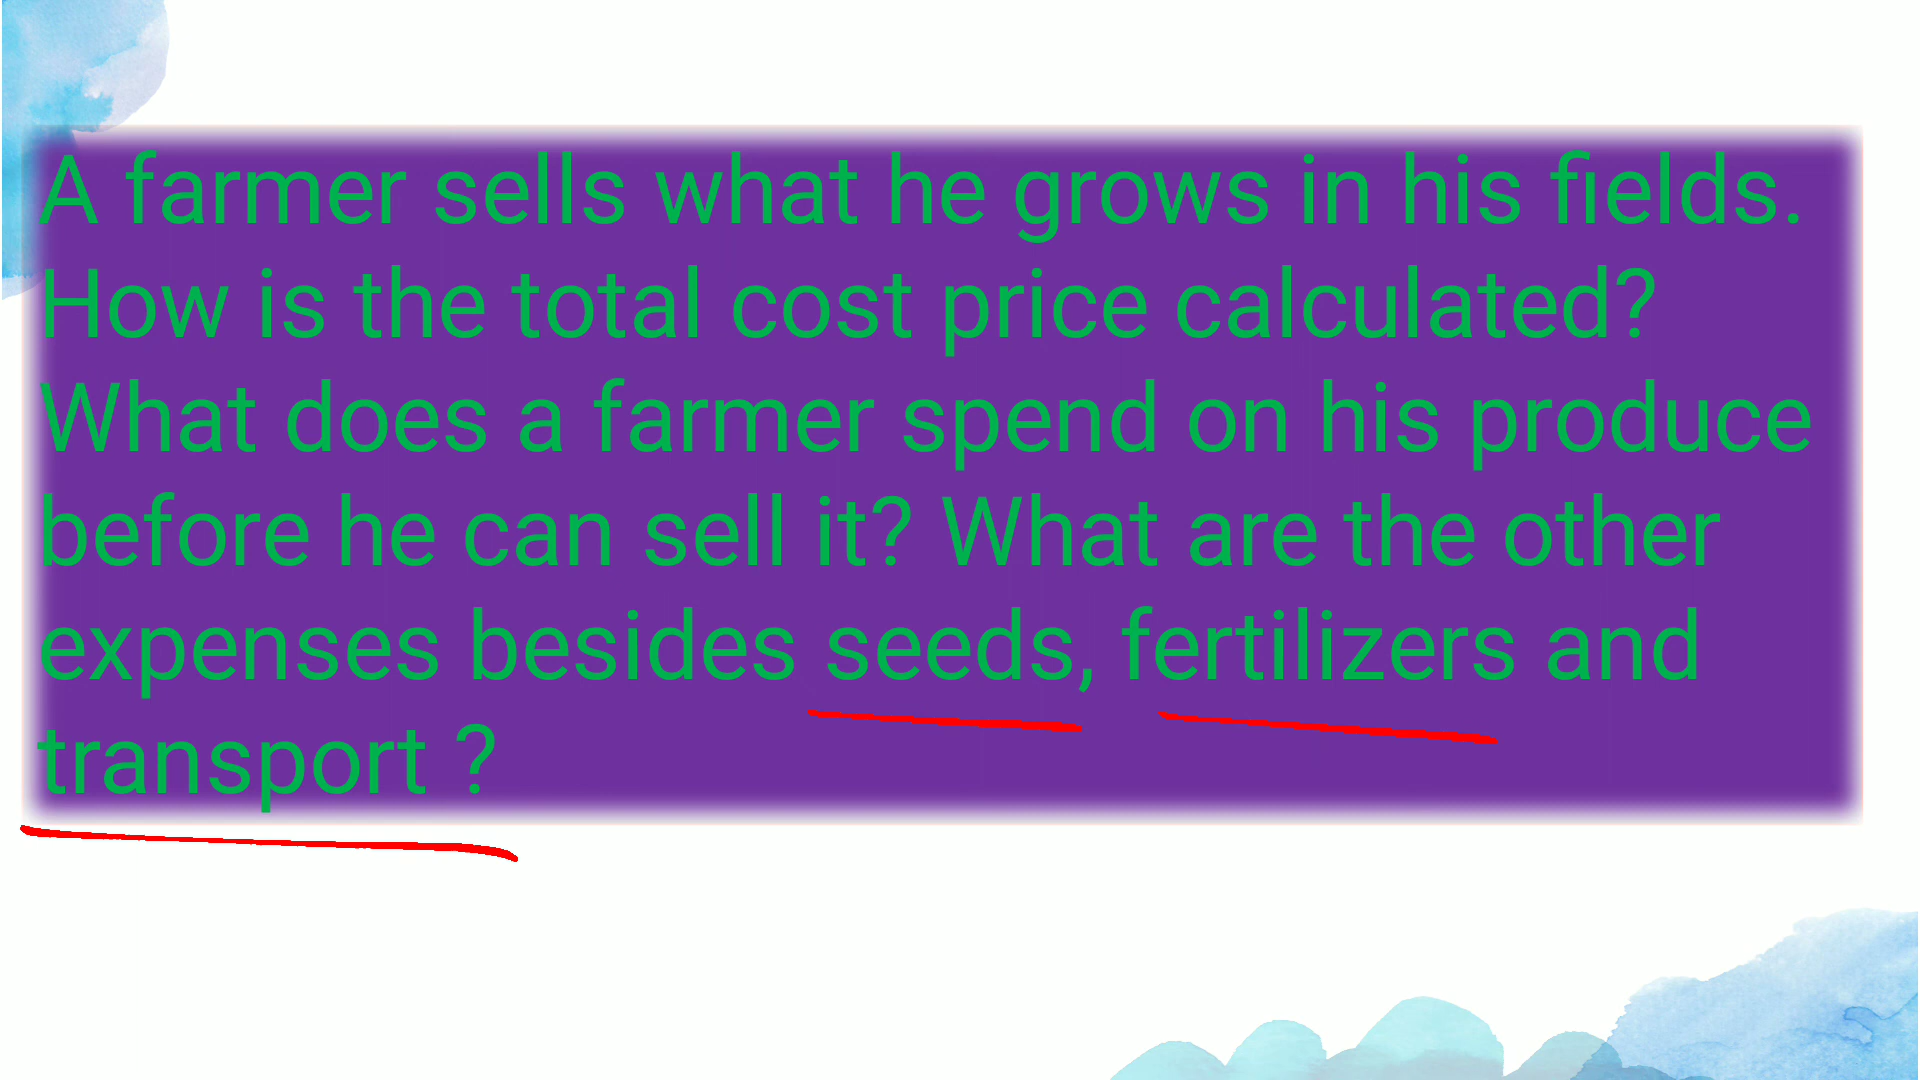 A farmer sells what he grows in his fields.
How is the total cost price calculated?
What does a farmer spend on his produce
before he can sell it? What are the other
expenses besides seeds, fertilizers and
transport ?